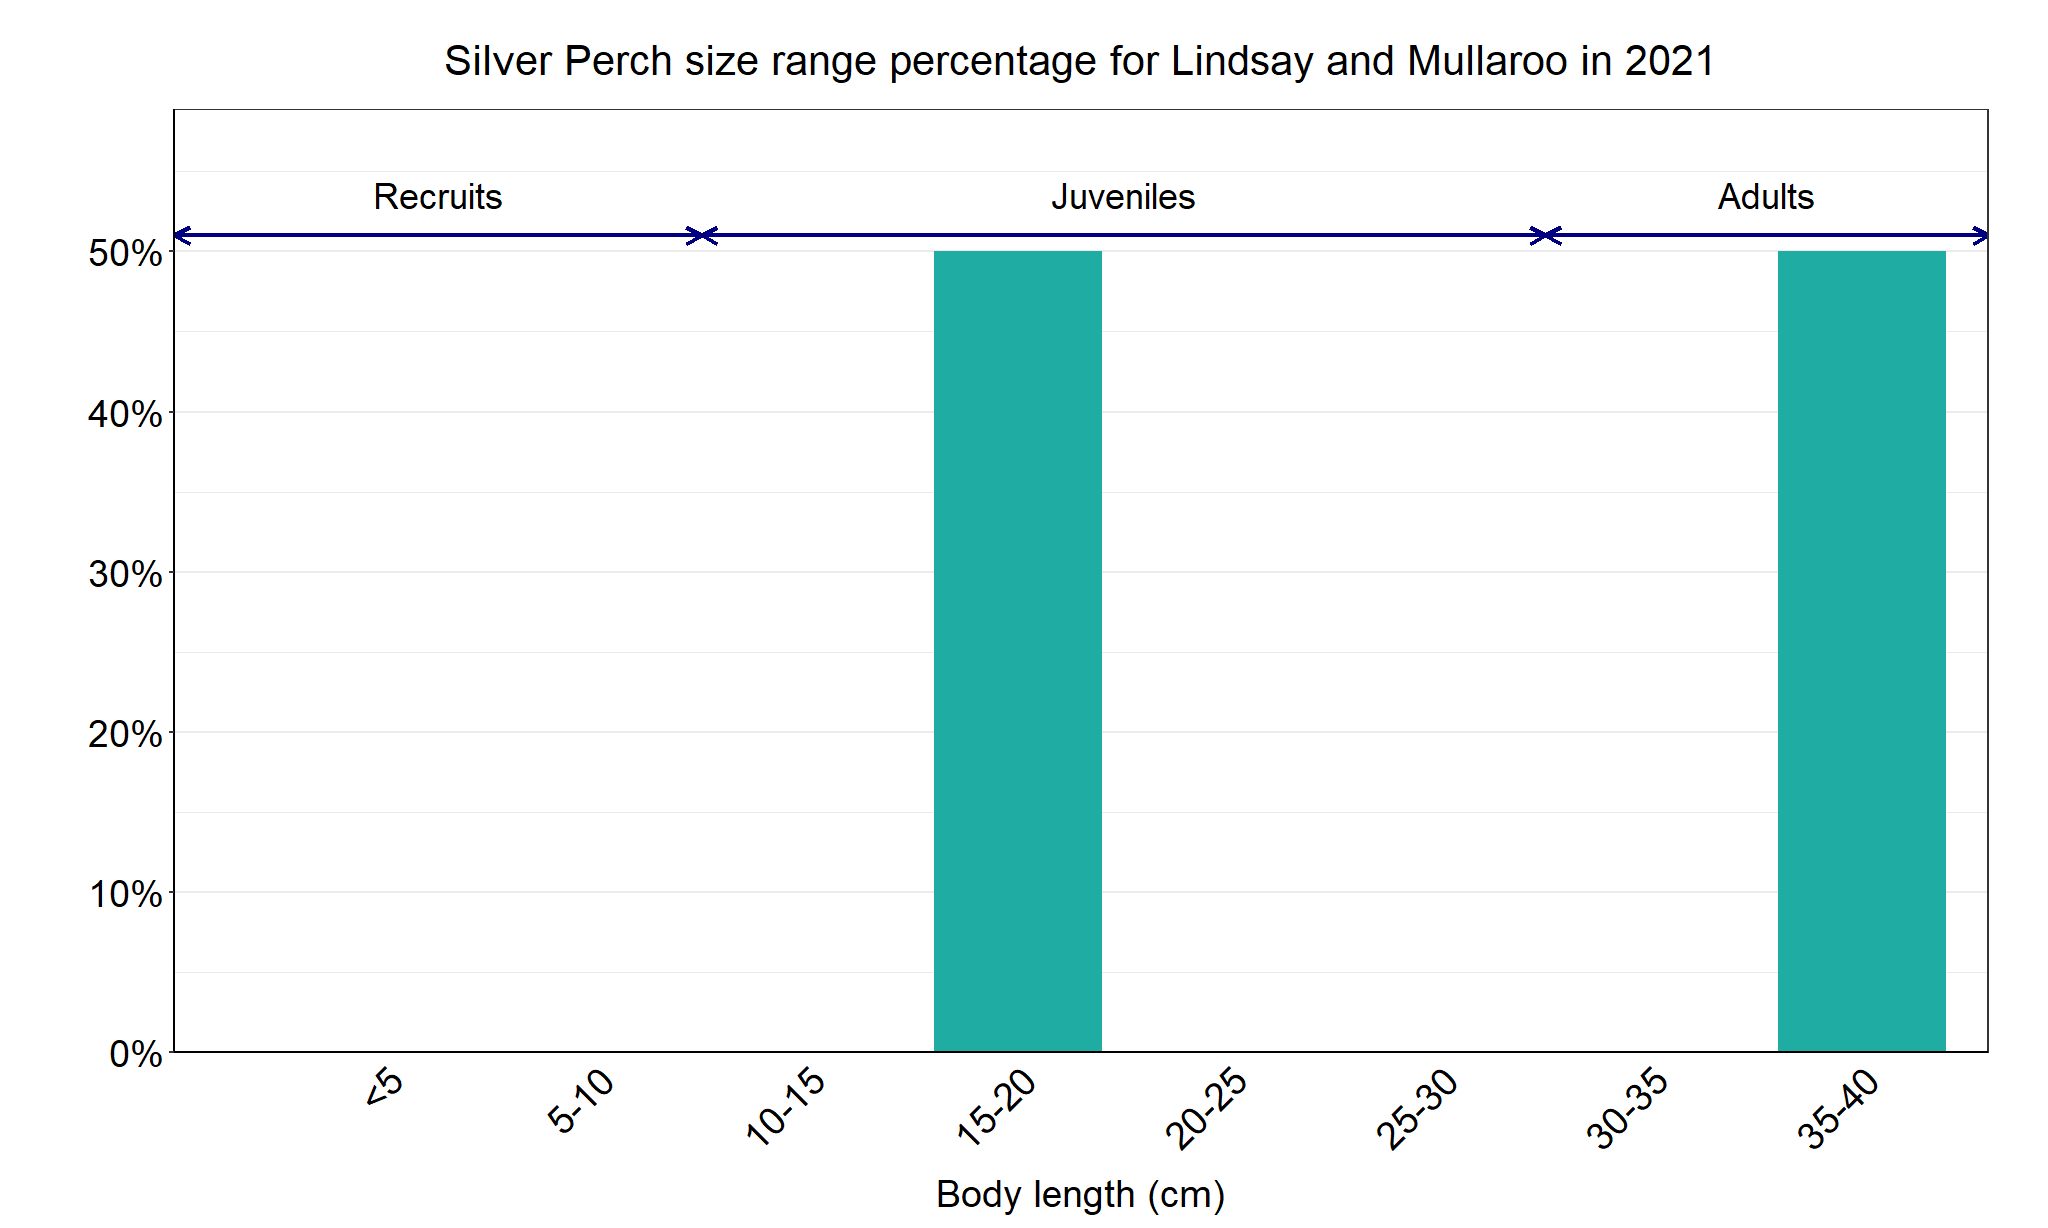 Silver Perch size range percentage for Lindsay and Mullaroo in 2021
Recruits
Juveniles
Adults
50%
40%
30%
20%
10%
0%
<5
5-10
10-15
15-20
20-25
25-30
30-35
35-40
Body length (cm)